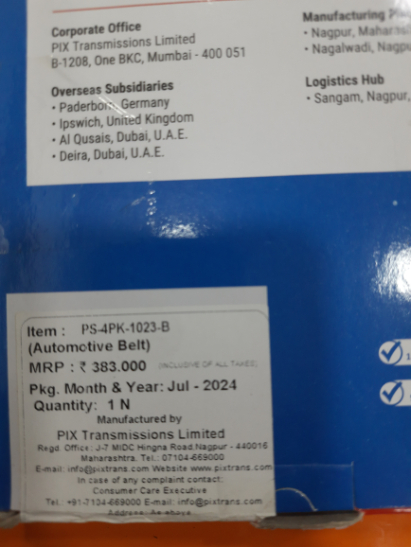 Corporate Office
PIX Transmissions Limited
B-1208, One BKC, Mumbai - 400 051
Overseas Subsidiaries
• Paderborn, Germany
• Ipswich, United Kingdom
• Al Qusais, Dubai, U.A.E.
• Deira, Dubai, U.A.E.
Manufacturing
• Nagpur,
• Nagalwadi,
Logistics Hub
• Sangam, Nagpur,
Item : PS-4PK-1023-B
(Automotive Belt)
MRP : ₹ 383.000 (INCLUSIVE OF ALL TAXES)
Pkg. Month & Year: Jul - 2024
Quantity: 1 N
Manufactured by
PIX Transmissions Limited
Regd. Office: J-7 MIDC Hingna Road Nagpur - 440016
Maharashtra. Tel.: 07104-669000
E-mail: info@pixtrans.com Website www.pixtrans.com
In case of any complaint contact:
Consumer Care Executive
Tel.: +91-7104-669000 E-mail: info@pixtrans.com
Address: As above